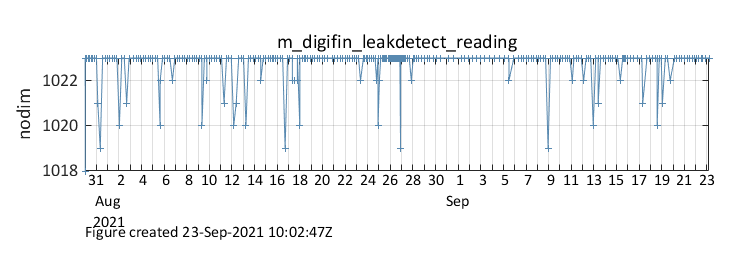 m_digifin_leakdetect_reading
nodim
1022
1020
1018
31 2 4 6 8 10 12 14 16 18 20 22 24 26 28 30 1 3 5 7 9 11 13 15 17 19 21 23
Aug Sep
2021
Figure created 23-Sep-2021 10:02:47Z